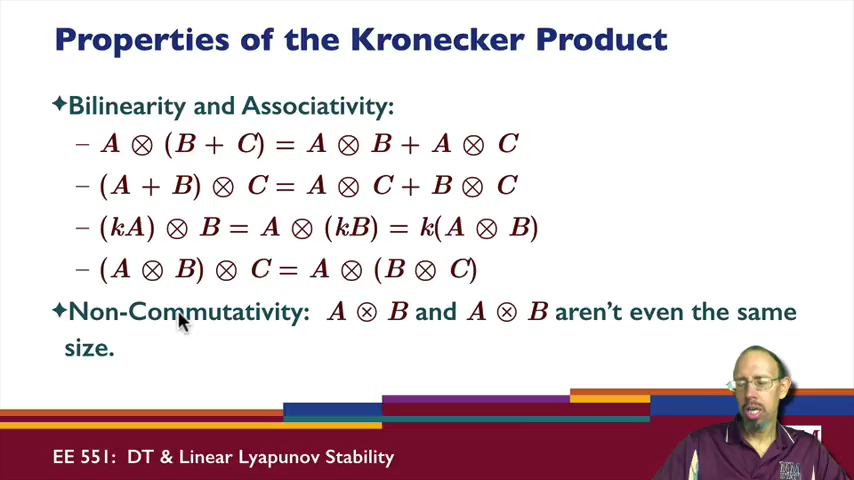 Properties of the Kronecker Product
✦Bilinearity and Associativity:
– A ⊗ (B + C) = A ⊗ B + A ⊗ C
– (A + B) ⊗ C = A ⊗ C + B ⊗ C
– (kA) ⊗ B = A ⊗ (kB) = k(A ⊗ B)
– (A ⊗ B) ⊗ C = A ⊗ (B ⊗ C)
✦Non-Commutativity: A ⊗ B and A ⊗ B aren’t even the same
size.
EE 551: DT & Linear Lyapunov Stability